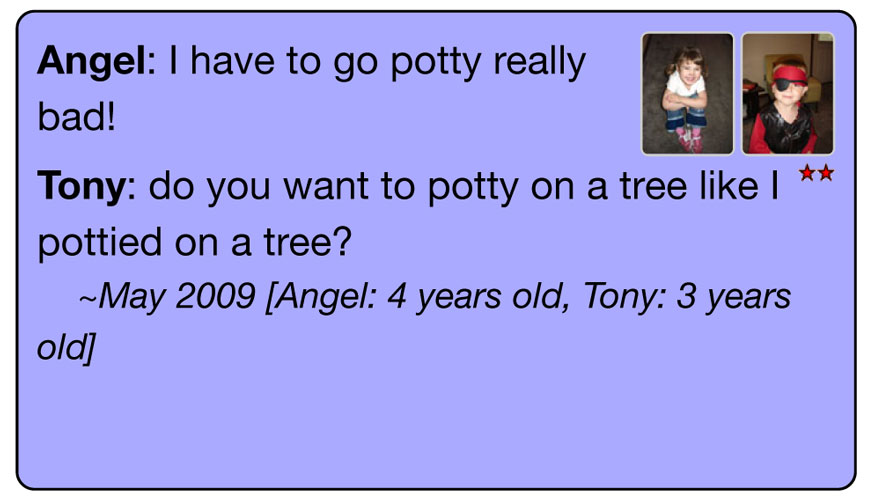 Angel: I have to go potty really
bad!
Tony: do you want to potty on a tree like I
pottied on a tree?
~May 2009 [Angel: 4 years old, Tony: 3 years
old]